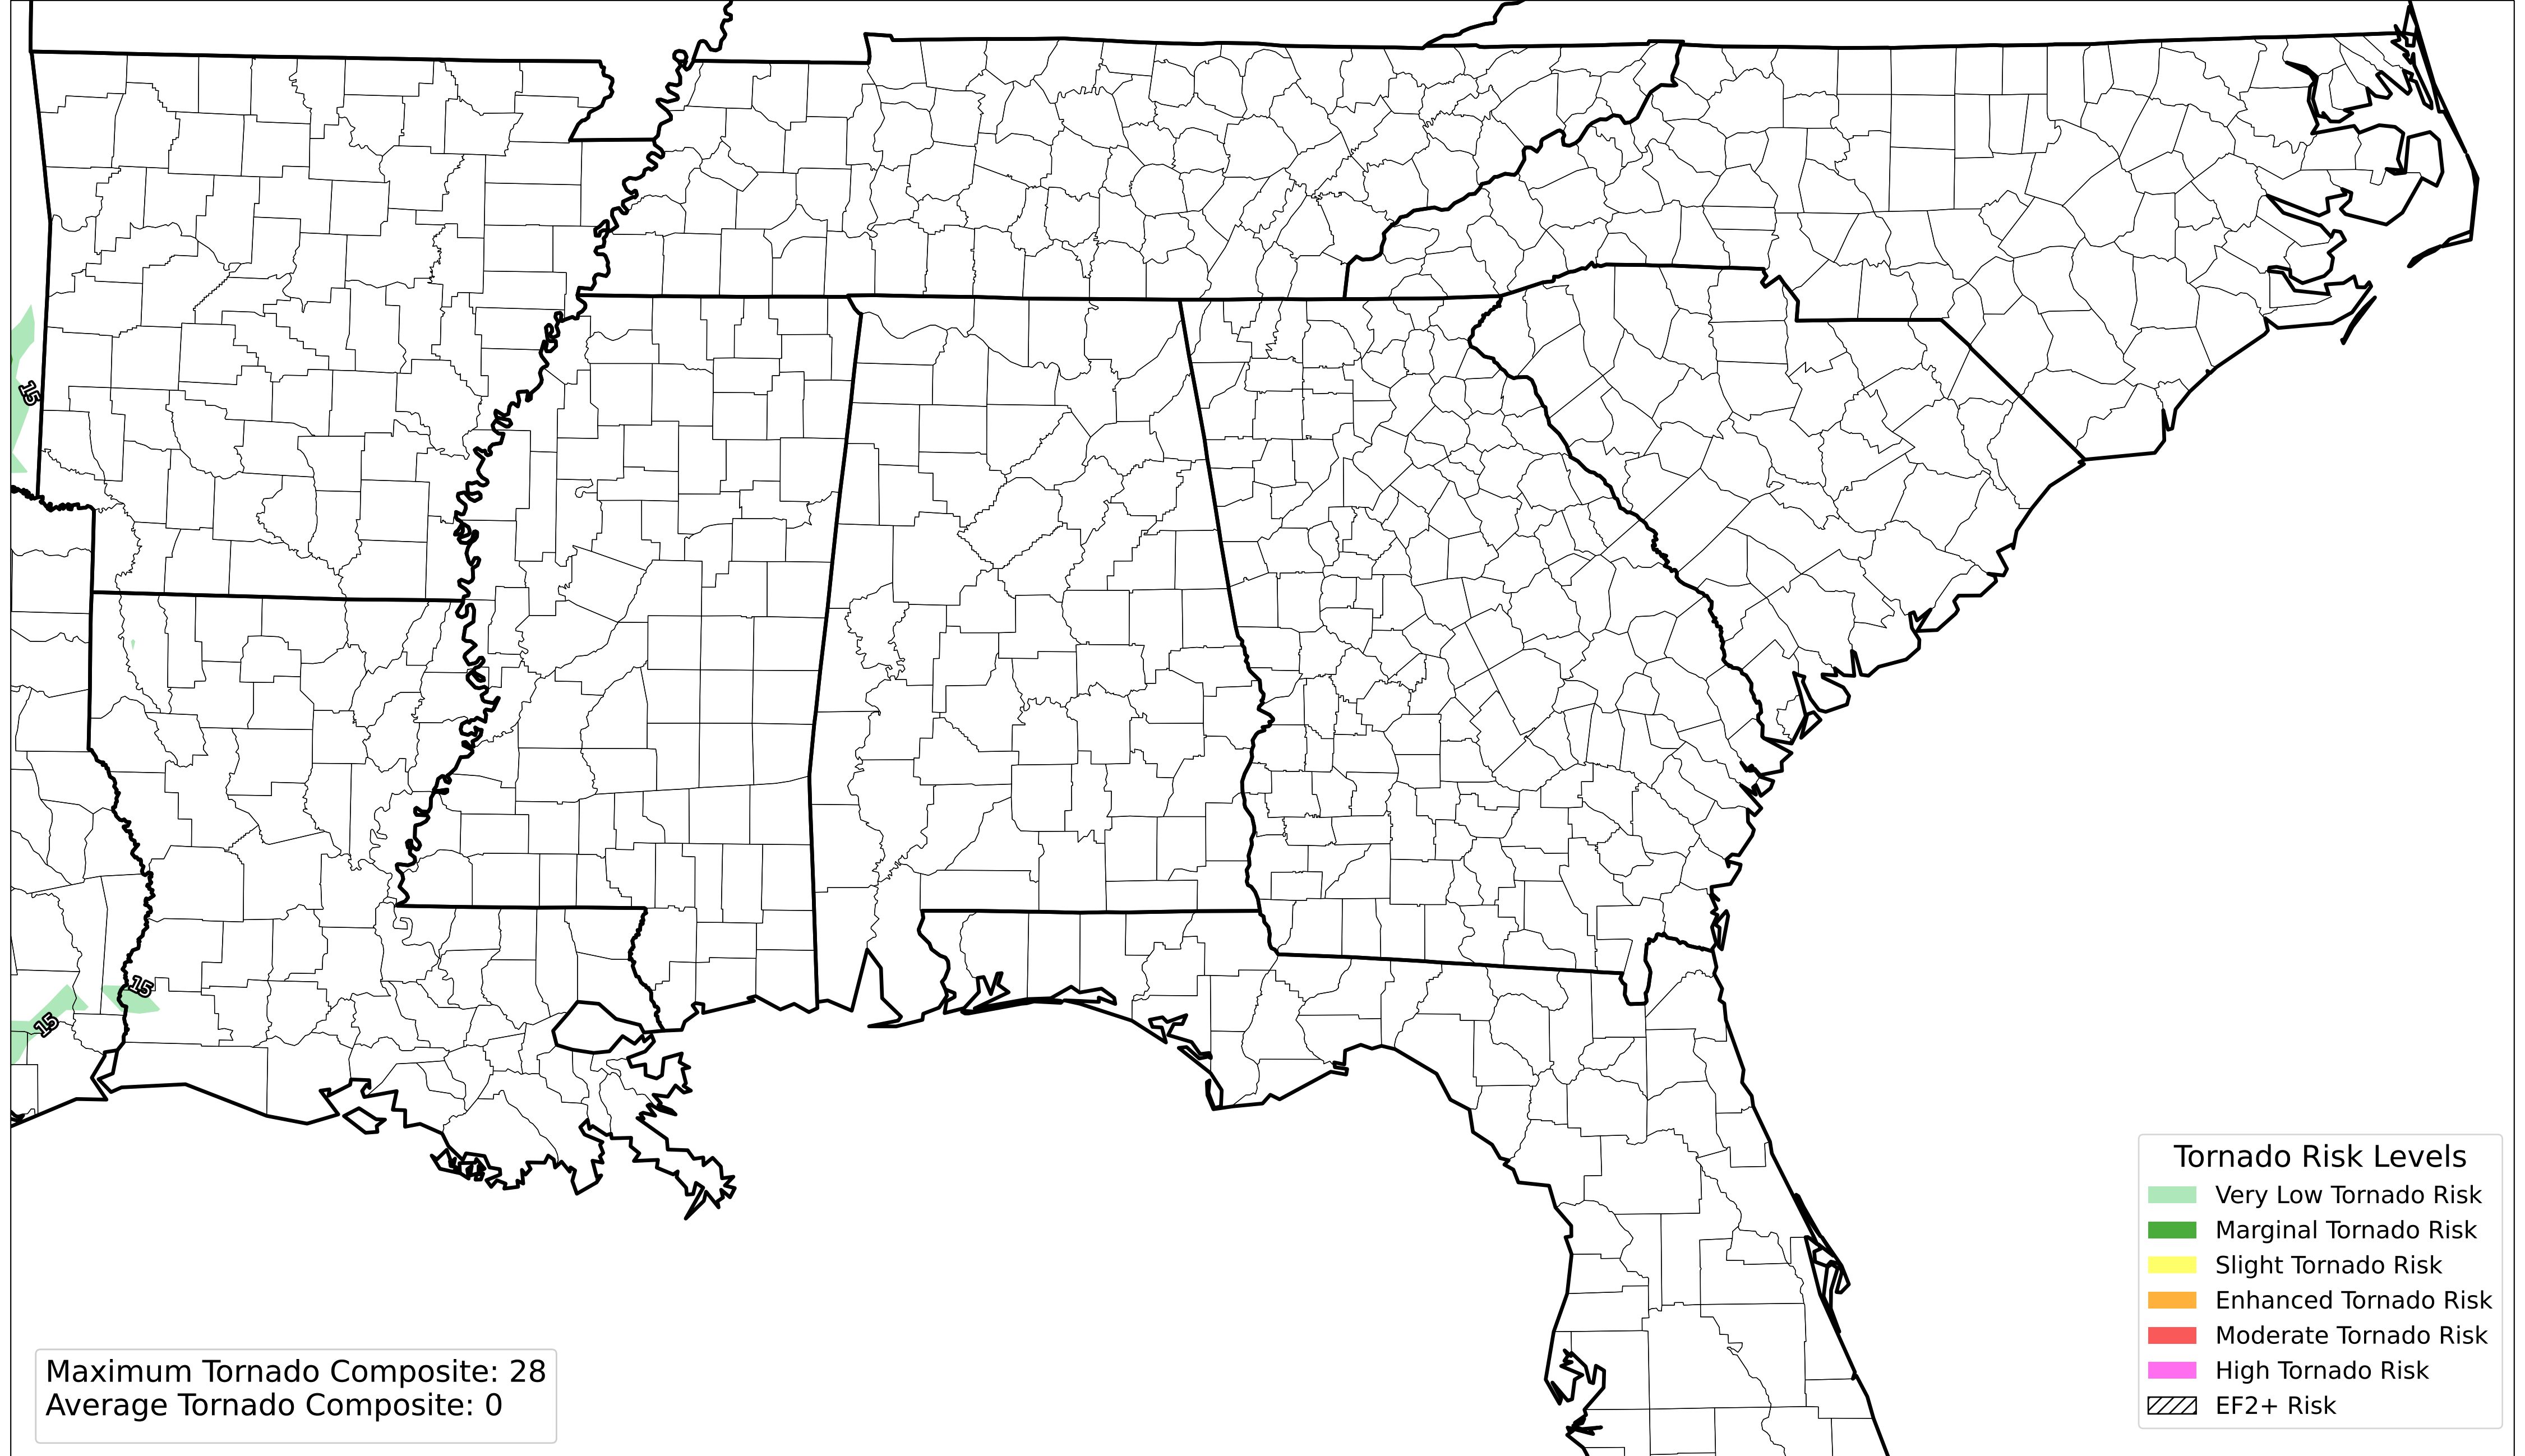 15
15
15
Tornado Risk Levels
Very Low Tornado Risk
Marginal Tornado Risk
Slight Tornado Risk
Enhanced Tornado Risk
Moderate Tornado Risk
High Tornado Risk
EF2+ Risk
Maximum Tornado Composite: 28
Average Tornado Composite: 0